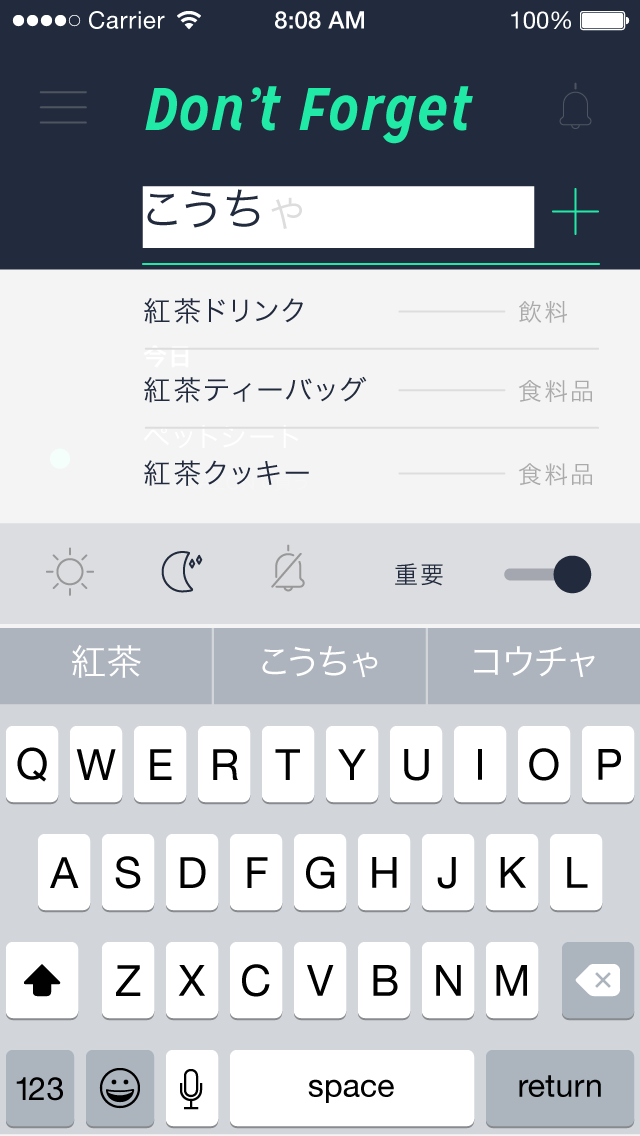 Carrier 8:08 AM 100%
Don't Forget
こうちゃ
紅茶ドリンク 飲料
今日
紅茶ティーバッグ 食料品
ペットシート
紅茶クッキー 食料品
重要
紅茶 こうちゃ コウチャ
Q W E R T Y U I O P
A S D F G H J K L
Z X C V B N M
123 space return